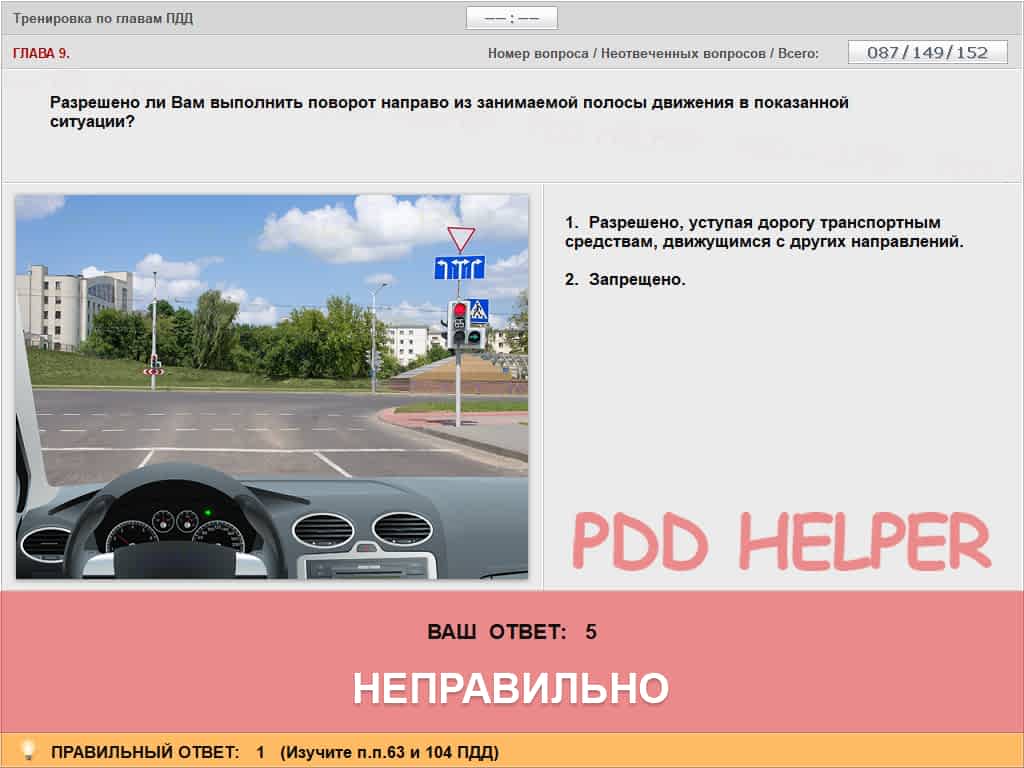 Тренировка по главам ПДД
—— : ——
ГЛАВА 9.
Номер вопроса / Неотвеченных вопросов / Всего:
087/149/152
Разрешено ли Вам выполнить поворот направо из занимаемой полосы движения в показанной
ситуации?
1. Разрешено, уступая дорогу транспортным
средствам, движущимся с других направлений.
2. Запрещено.
PDD HELPER
ВАШ ОТВЕТ: 5
НЕПРАВИЛЬНО
ПРАВИЛЬНЫЙ ОТВЕТ: 1 (Изучите п.п.63 и 104 ПДД)